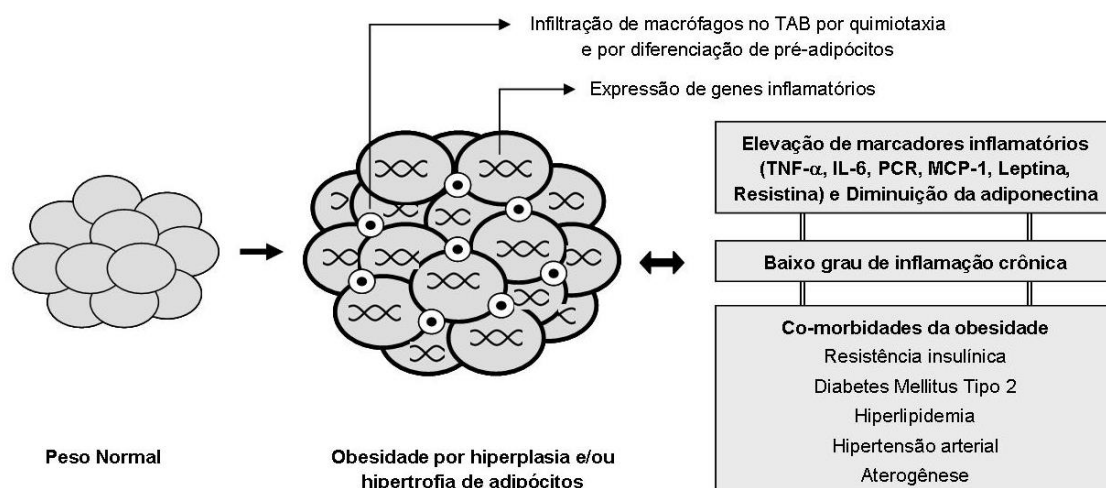 Infiltração de macrófagos no TAB por quimiotaxia
e por diferenciação de pré-adipócitos
Expressão de genes inflamatórios
Elevação de marcadores inflamatórios
(TNF-α, IL-6, PCR, MCP-1, Leptina,
Resistina) e Diminuição da adiponectina
Baixo grau de inflamação crônica
Co-morbidades da obesidade
Resistência insulínica
Diabetes Mellitus Tipo 2
Hiperlipidemia
Hipertensão arterial
Aterogênese
Peso Normal
Obesidade por hiperplasia e/ou
hipertrofia de adipócitos